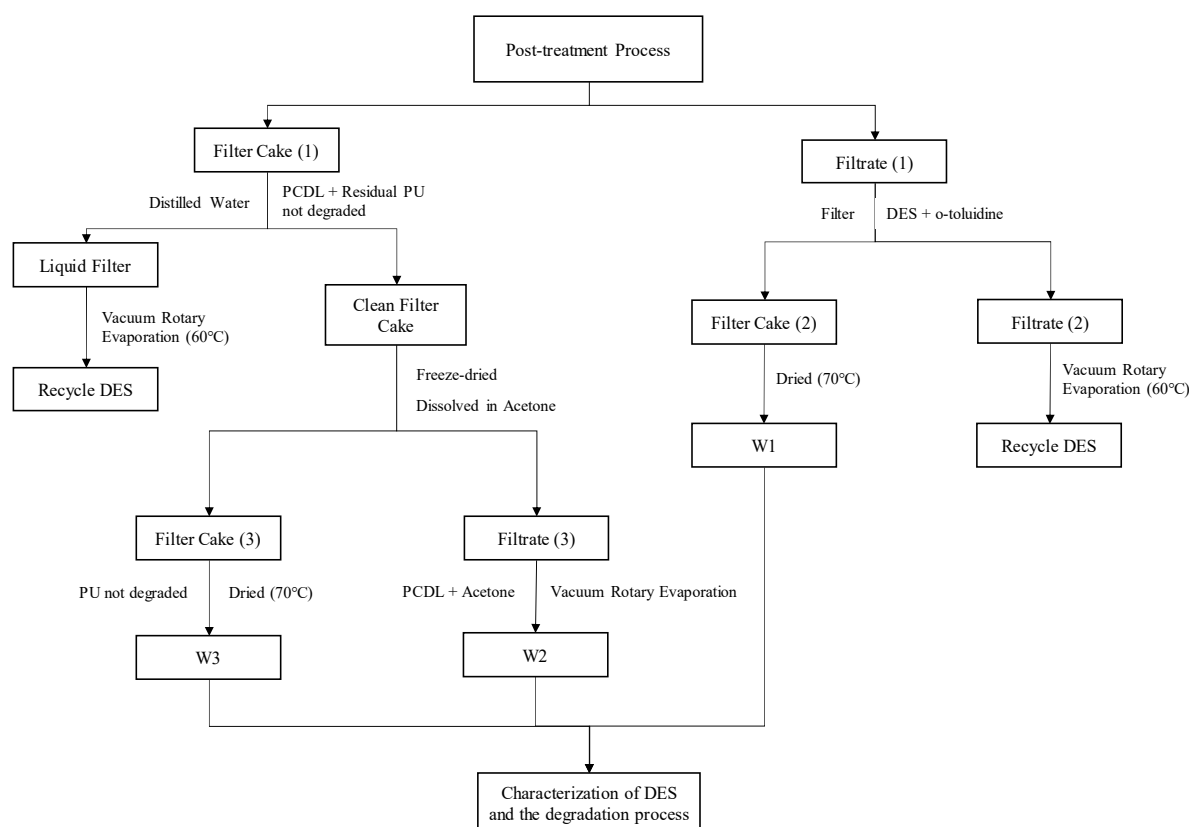 Post-treatment Process
Filter Cake (1)
Filtrate (1)
Distilled Water
PCDL + Residual PU
not degraded
Filter
DES + o-toluidine
Liquid Filter
Clean Filter
Cake
Filter Cake (2)
Filtrate (2)
Vacuum Rotary
Evaporation (60℃)
Recycle DES
Freeze-dried
Dissolved in Acetone
Dried (70℃)
Vacuum Rotary
Evaporation (60℃)
W1
Recycle DES
Filter Cake (3)
Filtrate (3)
PU not degraded
Dried (70℃)
PCDL + Acetone
Vacuum Rotary Evaporation
W3
W2
Characterization of DES
and the degradation process